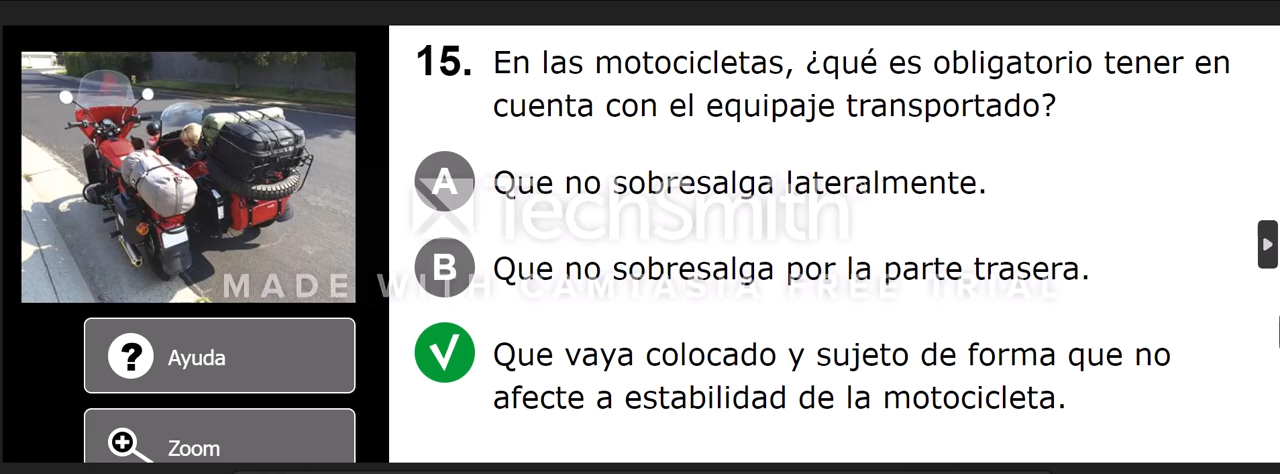 15. En las motocicletas, ¿qué es obligatorio tener en
cuenta con el equipaje transportado?
A Que no sobresalga lateralmente.
TechSmith
B Que no sobresalga por la parte trasera.
MADE WITH CAMTASIA FREE TRIAL
Que vaya colocado y sujeto de forma que no
afecte a estabilidad de la motocicleta.
? Ayuda
Zoom